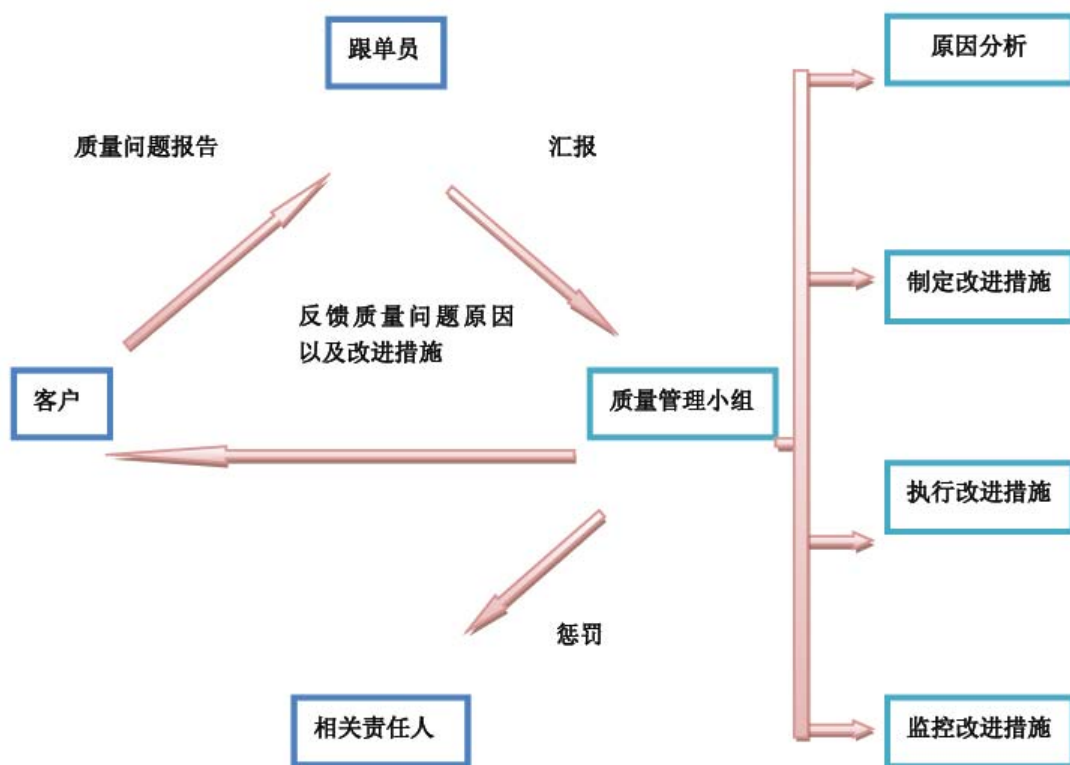 跟单员
原因分析
质量问题报告
汇报
制定改进措施
反馈质量问题原因
以及改进措施
客户
质量管理小组
执行改进措施
惩罚
相关责任人
监控改进措施